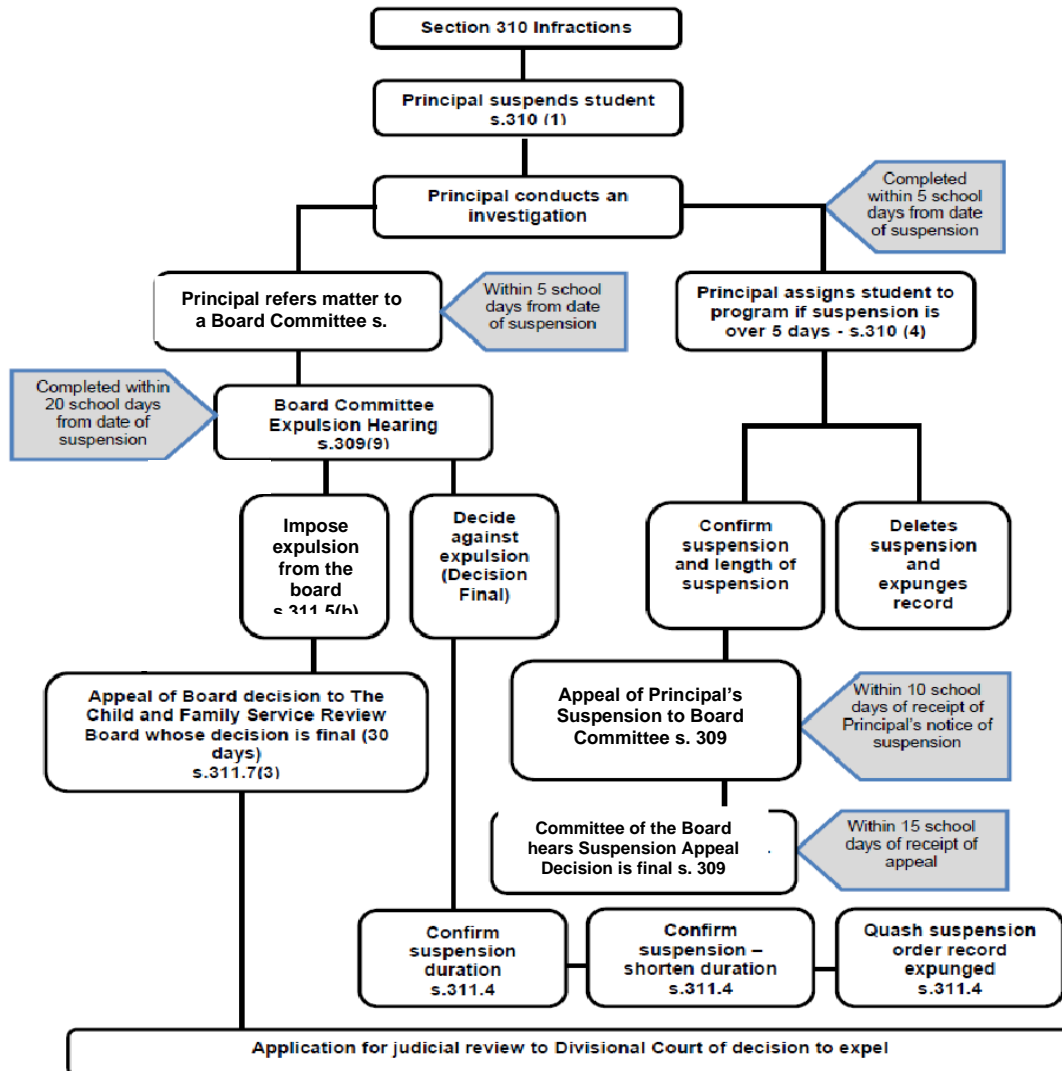 Section 310 Infractions
Principal suspends student
s.310 (1)
Principal conducts an
investigation
Completed
within 5 school
days from date
of suspension
Principal refers matter to
a Board Committee s.
Within 5 school
days from date
of suspension
Principal assigns student to
program if suspension is
over 5 days - s.310 (4)
Completed within
20 school days
from date of
suspension
Board Committee
Expulsion Hearing
s.309(9)
Impose
expulsion
from the
board
s.311.5(b)
Decide
against
expulsion
(Decision
Final)
Confirm
suspension
and length of
suspension
Deletes
suspension
and
expunges
record
Appeal of Board decision to The
Child and Family Service Review
Board whose decision is final (30
days)
s.311.7(3)
Appeal of Principal's
Suspension to Board
Committee s. 309
Within 10 school
days of receipt of
Principal's notice of
suspension
Committee of the Board
hears Suspension Appeal
Decision is final s. 309
.
Within 15 school
days of receipt of
appeal
Confirm
suspension
duration
s.311.4
Confirm
suspension –
shorten duration
s.311.4
Quash suspension
order record
expunged
s.311.4
Application for judicial review to Divisional Court of decision to expel